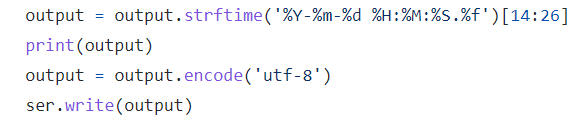 output = output.strftime('%Y-%m-%d %H:%M:%S.%f')[14:26]
print(output)
output = output.encode('utf-8')
ser.write(output)